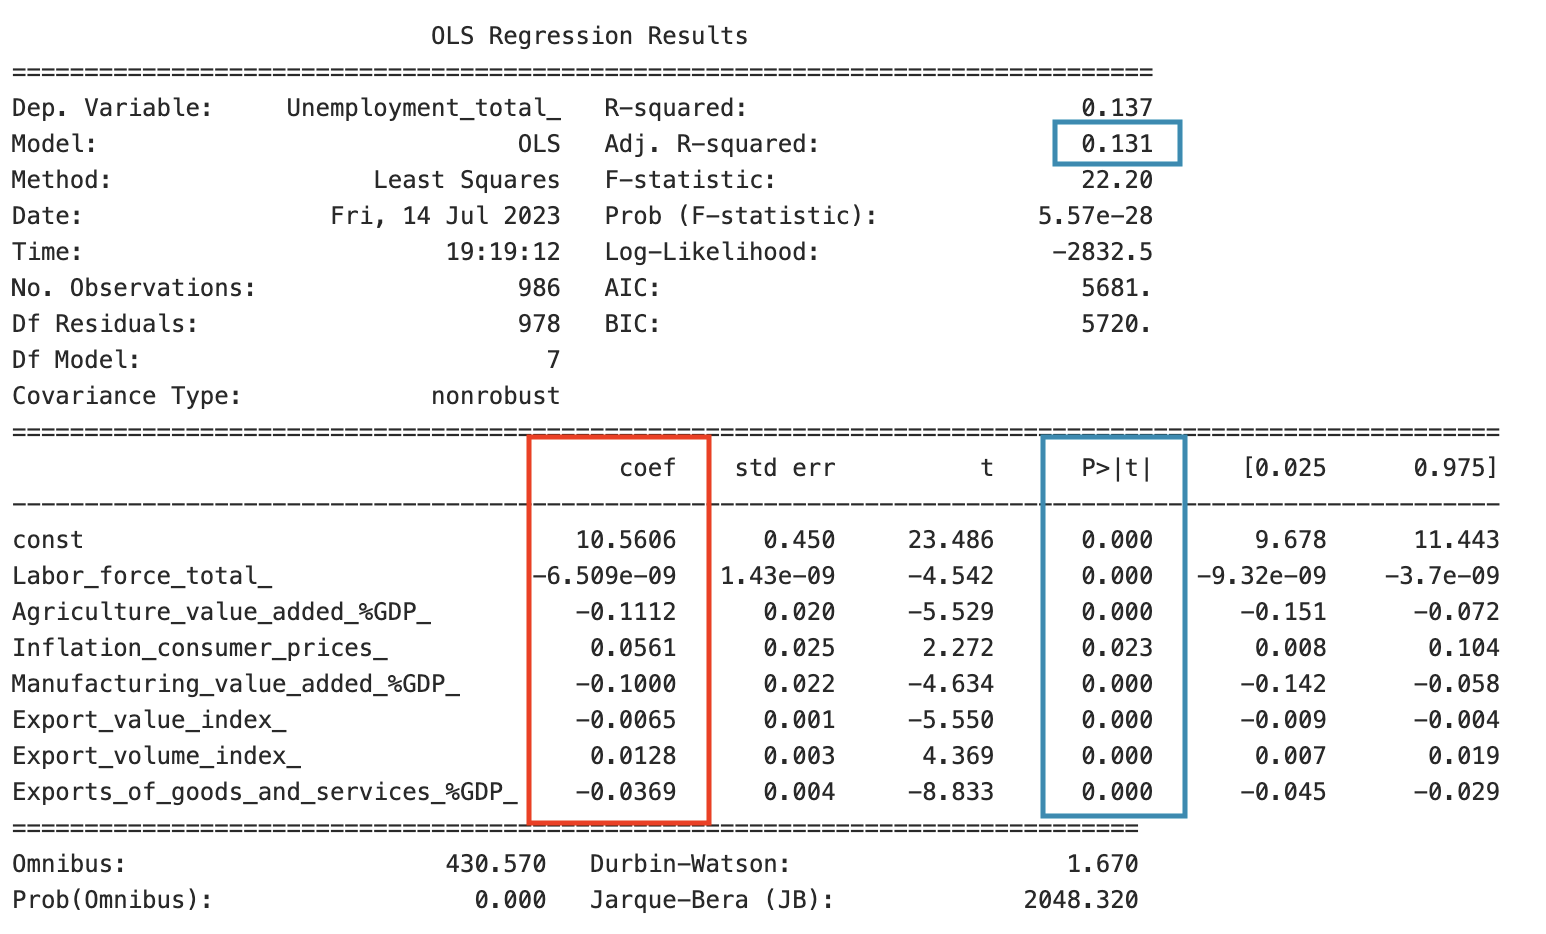 OLS Regression Results
==============================================================================
Dep. Variable: Unemployment_total_ R-squared: 0.137
Model: OLS Adj. R-squared: 0.131
Method: Least Squares F-statistic: 22.20
Date: Fri, 14 Jul 2023 Prob (F-statistic): 5.57e-28
Time: 19:19:12 Log-Likelihood: -2832.5
No. Observations: 986 AIC: 5681.
Df Residuals: 978 BIC: 5720.
Df Model: 7
Covariance Type: nonrobust
=======================================================================================================
coef std err t P>|t| [0.025 0.975]
-------------------------------------------------------------------------------------------------------
const 10.5606 0.450 23.486 0.000 9.678 11.443
Labor_force_total_ -6.509e-09 1.43e-09 -4.542 0.000 -9.32e-09 -3.7e-09
Agriculture_value_added_%GDP_ -0.1112 0.020 -5.529 0.000 -0.151 -0.072
Inflation_consumer_prices_ 0.0561 0.025 2.272 0.023 0.008 0.104
Manufacturing_value_added_%GDP_ -0.1000 0.022 -4.634 0.000 -0.142 -0.058
Export_value_index_ -0.0065 0.001 -5.550 0.000 -0.009 -0.004
Export_volume_index_ 0.0128 0.003 4.369 0.000 0.007 0.019
Exports_of_goods_and_services_%GDP_ -0.0369 0.004 -8.833 0.000 -0.045 -0.029
==============================================================================
Omnibus: 430.570 Durbin-Watson: 1.670
Prob(Omnibus): 0.000 Jarque-Bera (JB): 2048.320